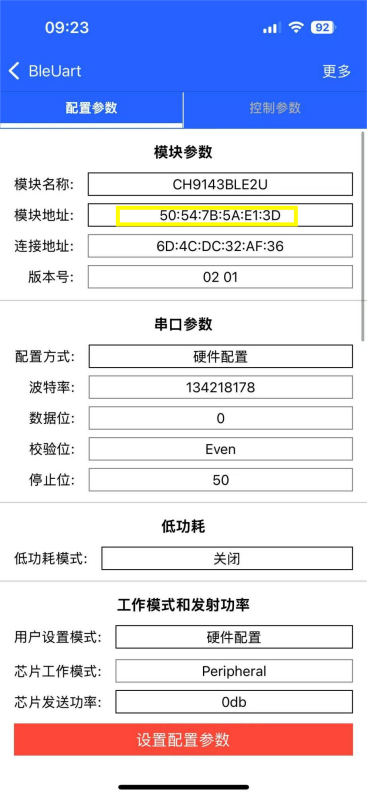 09:23
92
BleUart
更多
配置参数
控制参数
模块参数
模块名称: CH9143BLE2U
模块地址: 50:54:7B:5A:E1:3D
连接地址: 6D:4C:DC:32:AF:36
版本号: 02 01
串口参数
配置方式: 硬件配置
波特率: 134218178
数据位: 0
校验位: Even
停止位: 50
低功耗
低功耗模式: 关闭
工作模式和发射功率
用户设置模式: 硬件配置
芯片工作模式: Peripheral
芯片发送功率: 0db
设置配置参数